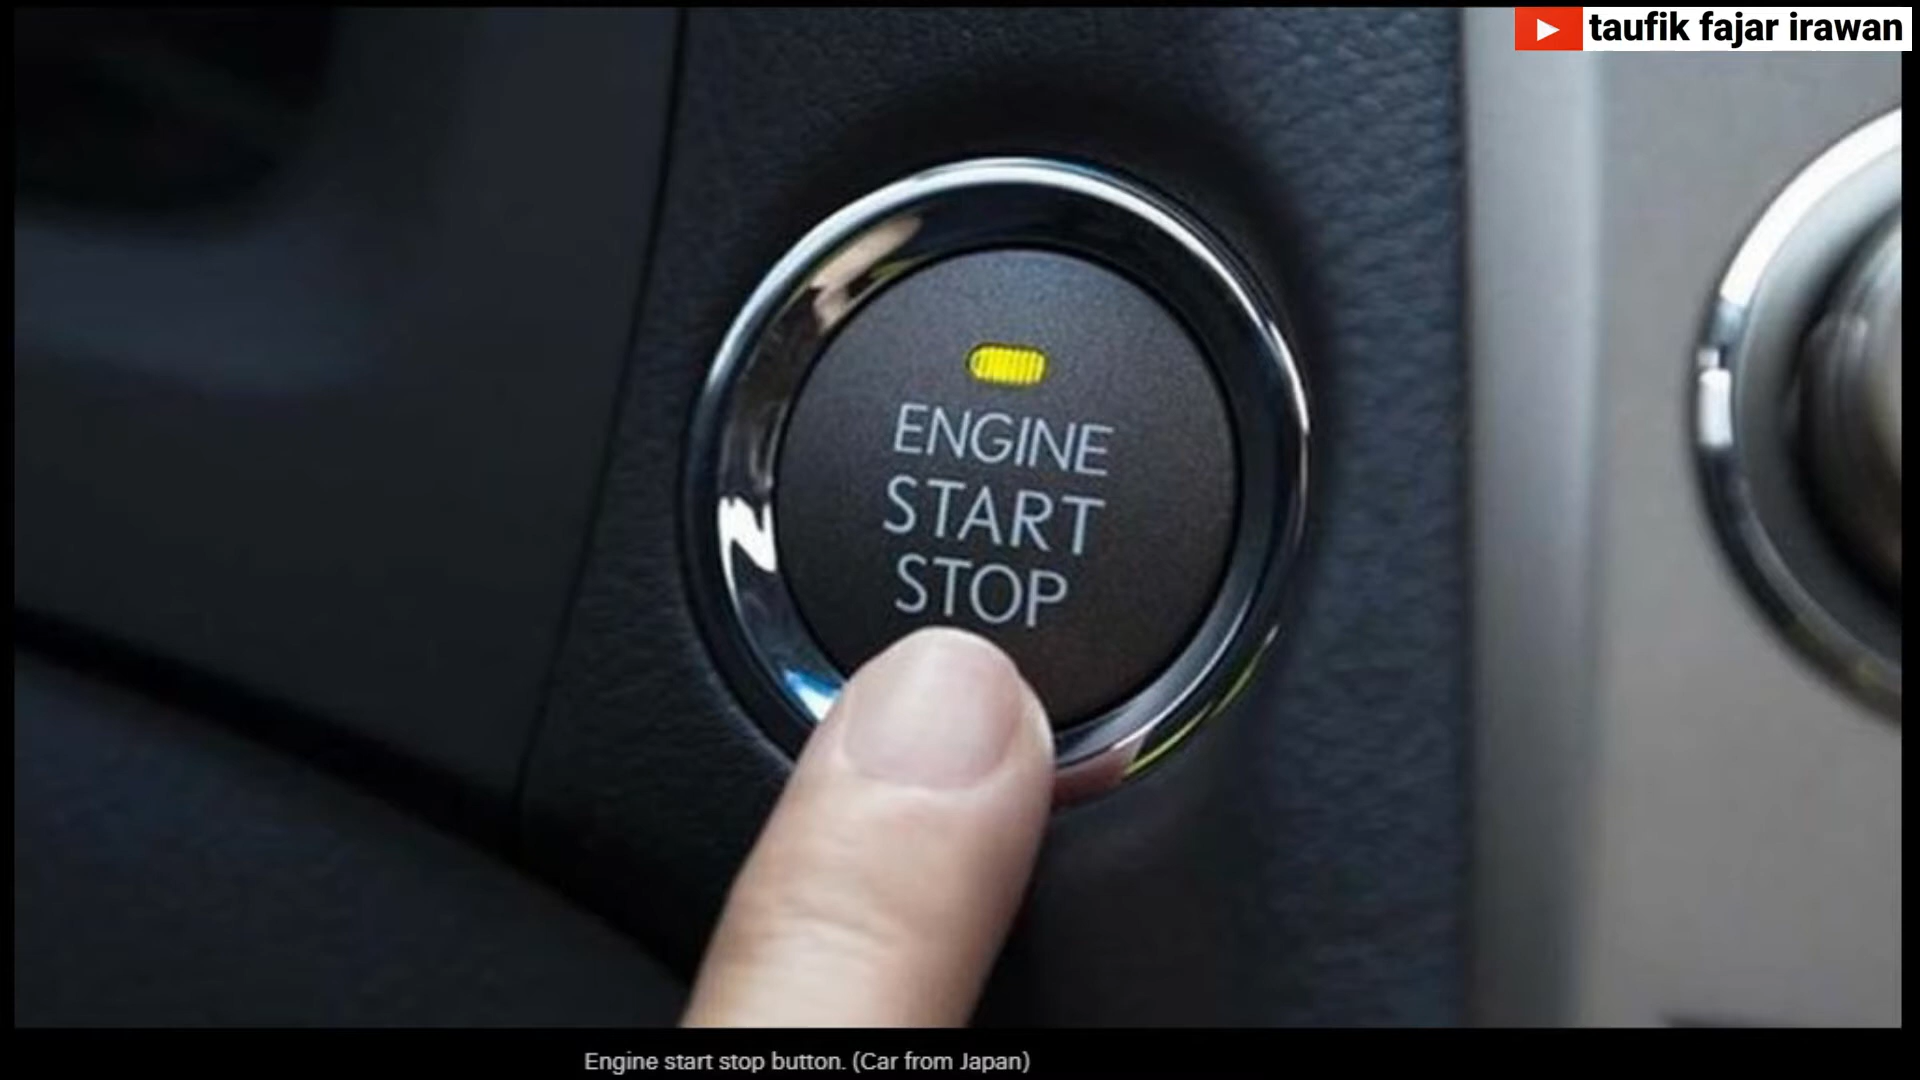 taufik fajar irawan
ENGINE
START
STOP
Engine start stop button. (Car from Japan)